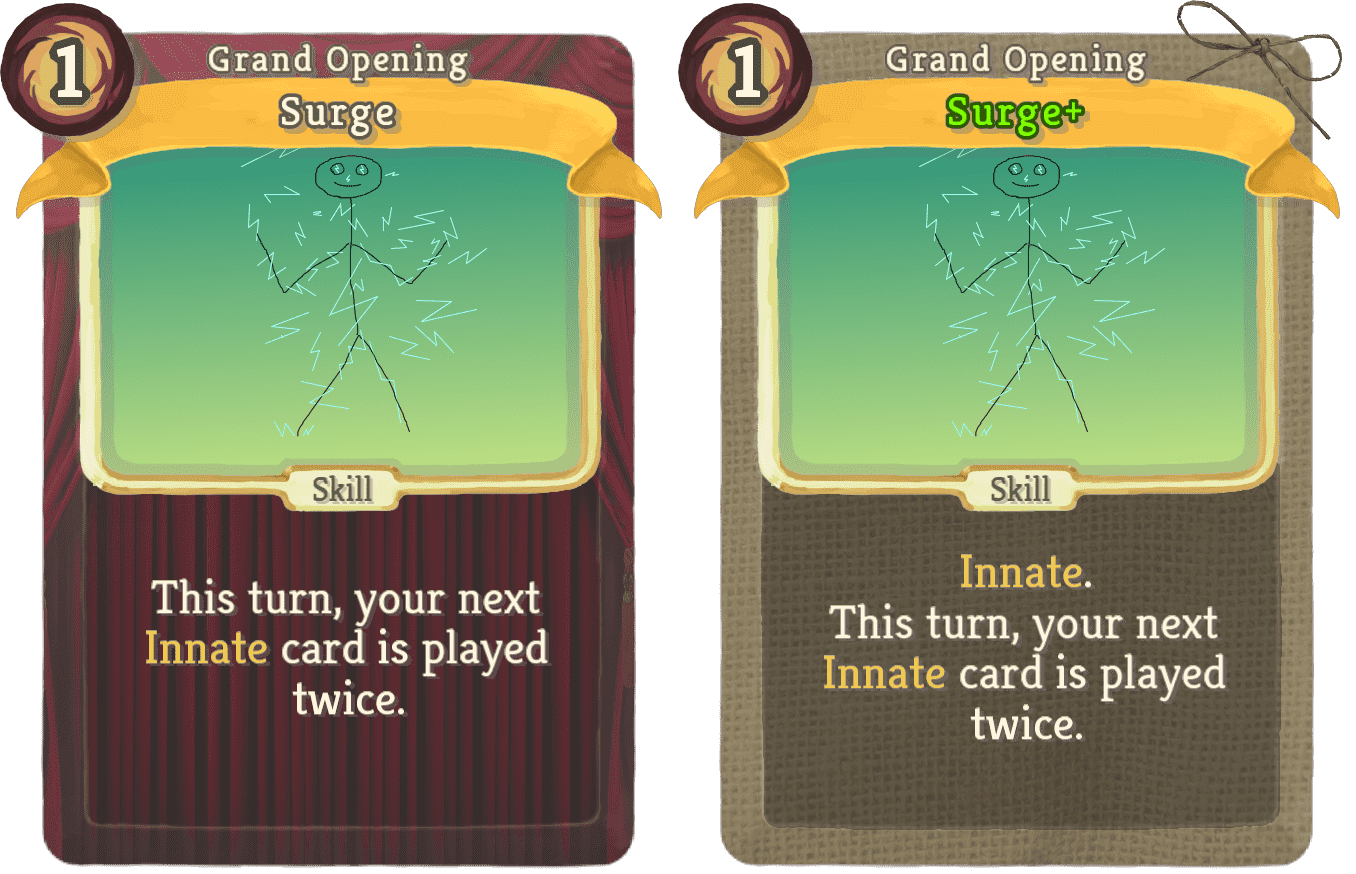 1
Grand Opening
Surge
Skill
This turn, your next
Innate card is played
twice.
1
Grand Opening
Surge+
Skill
Innate.
This turn, your next
Innate card is played
twice.